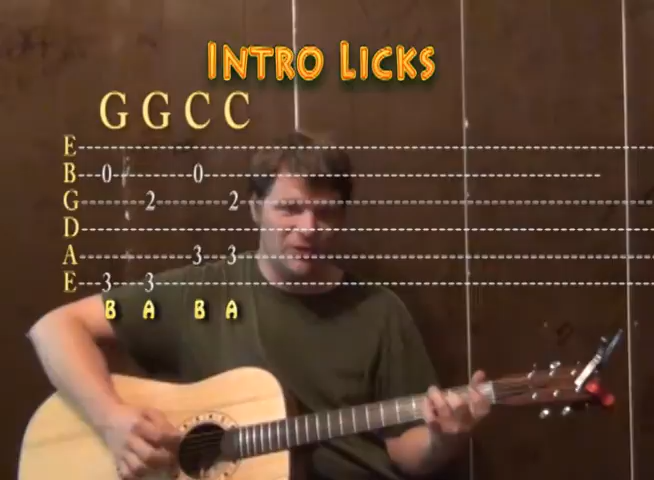 INTRO LICKS
G G C C
E
B 0 0
G 2 2
D
A 3 3
E 3 3
B A B A